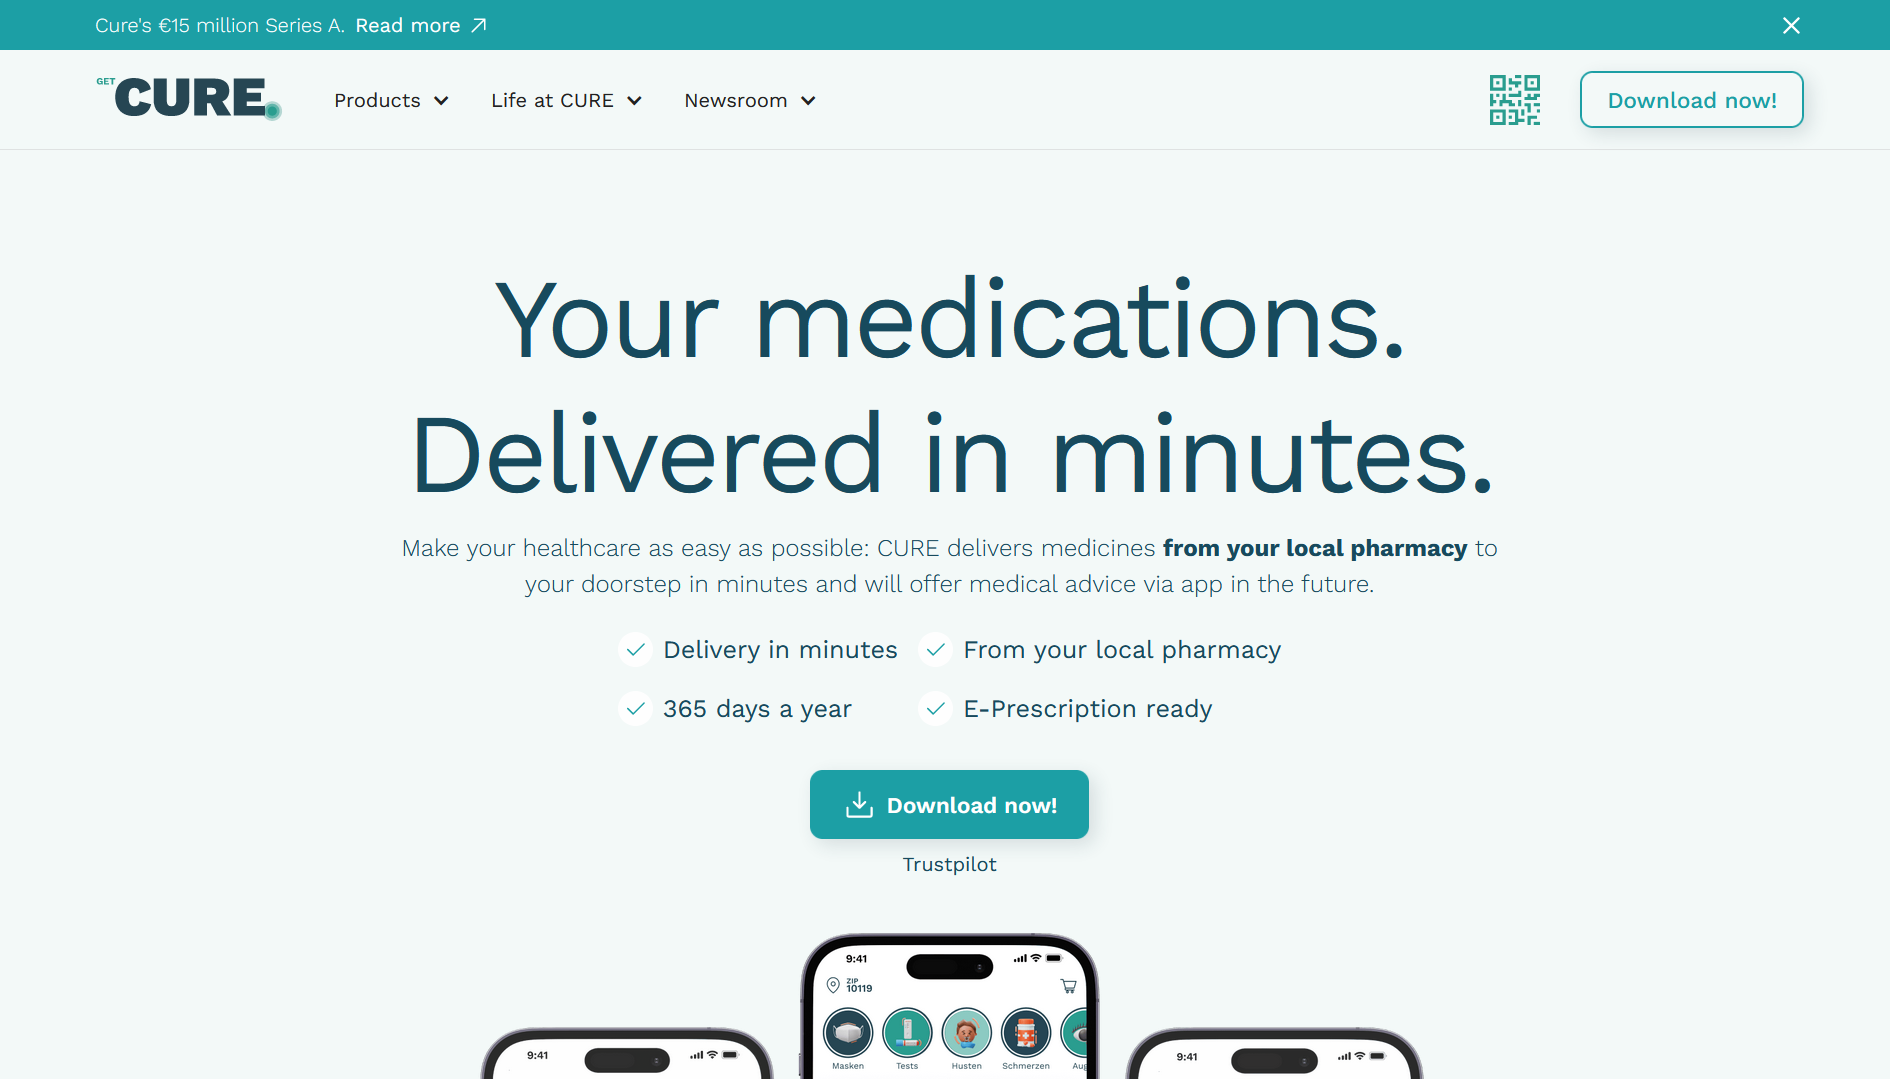 Cure's €15 million Series A. Read more
GET CURE
Products
Life at CURE
Newsroom
Download now!
Your medications.
Delivered in minutes.
Make your healthcare as easy as possible: CURE delivers medicines from your local pharmacy to
your doorstep in minutes and will offer medical advice via app in the future.
Delivery in minutes
From your local pharmacy
365 days a year
E-Prescription ready
Download now!
Trustpilot
9:41
ZIP
10119
Masken
Tests
Husten
Schmerzen
Aug
9:41
9:41